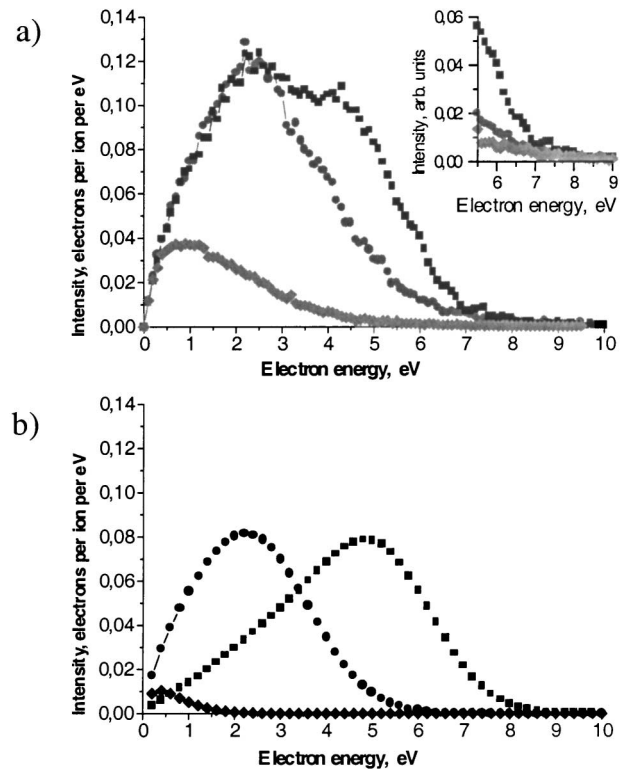 a)
Intensity, electrons per ion per eV
0,14
0,12
0,10
0,08
0,06
0,04
0,02
0,00
0 1 2 3 4 5 6 7 8 9 10
Electron energy, eV
Intensity, arb. units
0,06
0,04
0,02
0,00
6 7 8 9
Electron energy, eV
b)
Intensity, electrons per ion per eV
0,14
0,12
0,10
0,08
0,06
0,04
0,02
0,00
0 1 2 3 4 5 6 7 8 9 10
Electron energy, eV